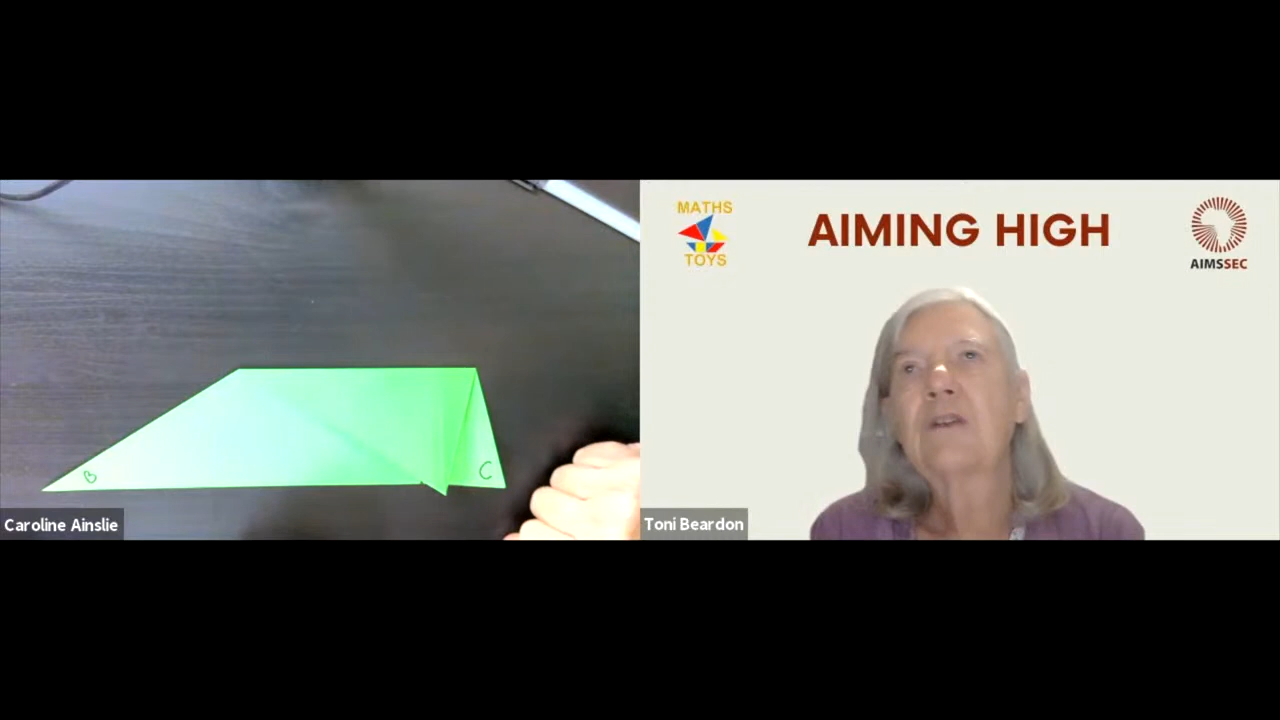 B
C
Caroline Ainslie
MATHS
TOYS
AIMING HIGH
AIMSSEC
Toni Beardon